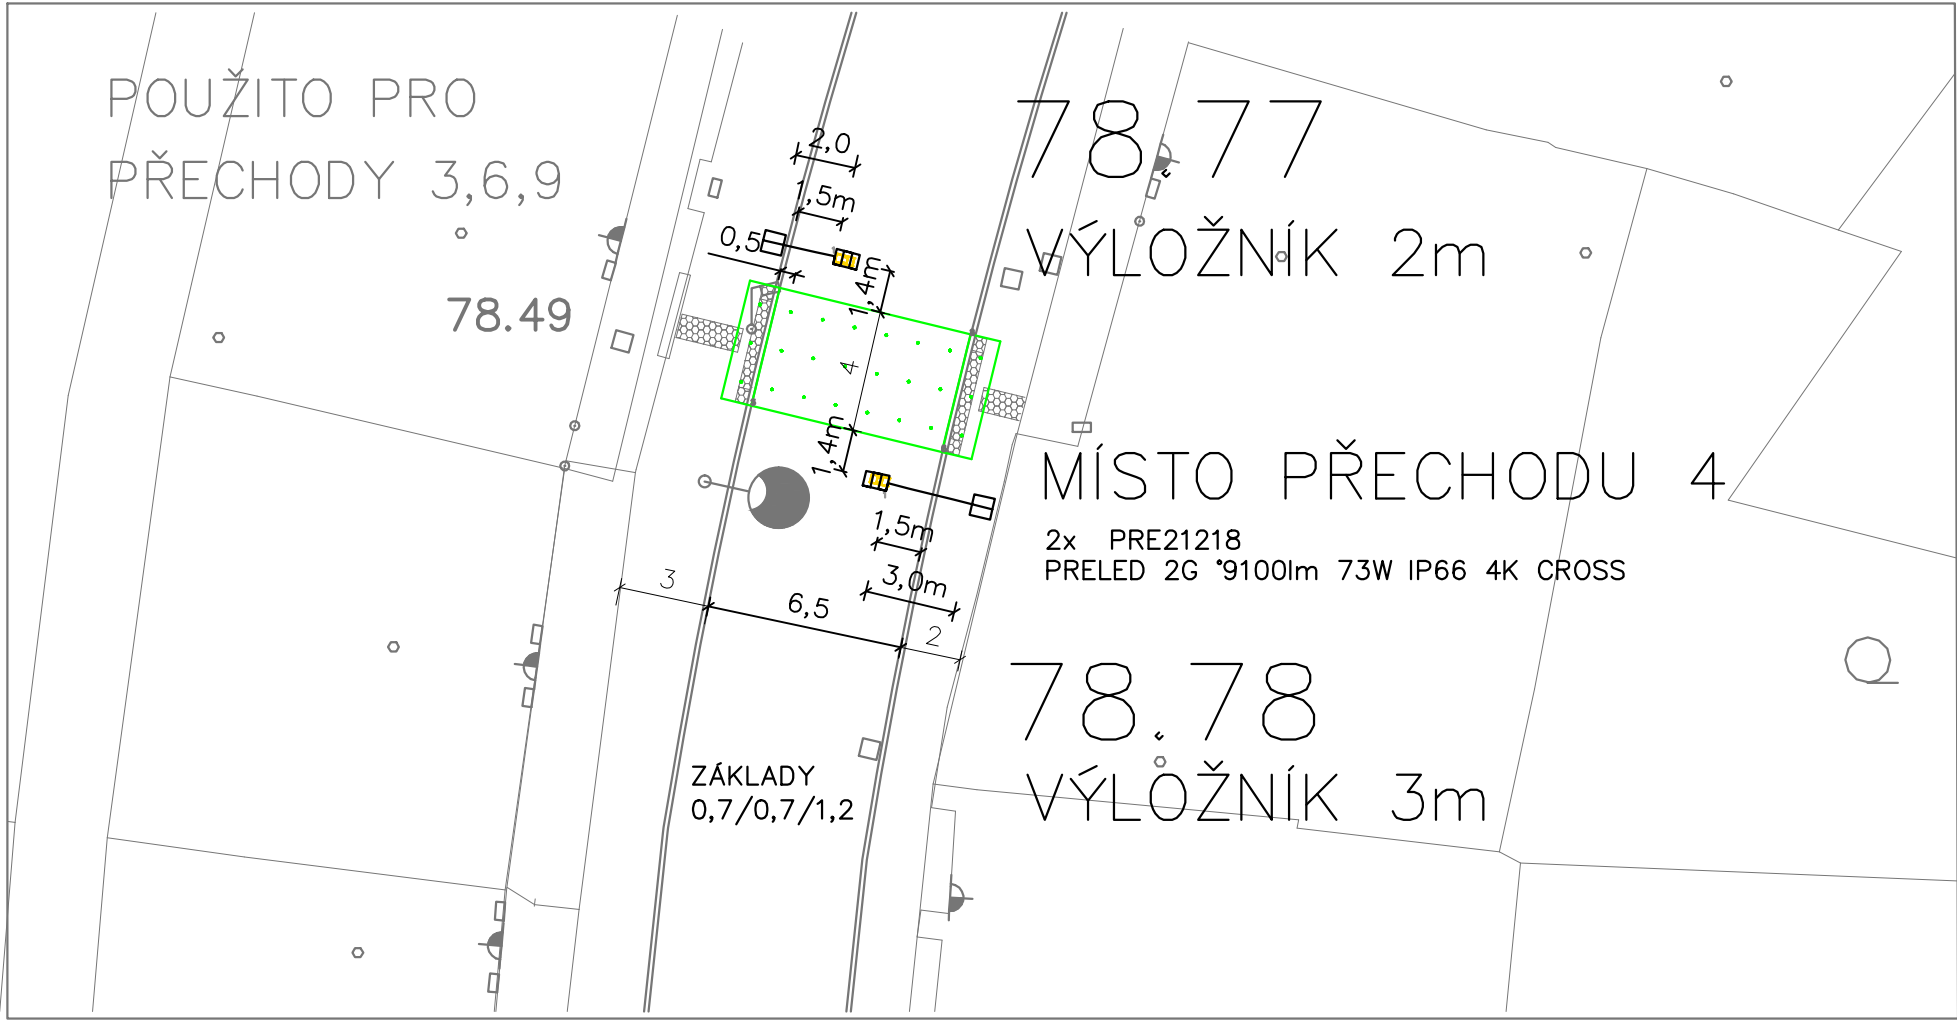 POUŽITO PRO
PŘECHODY 3,6,9
78.77
VÝLOŽNÍK 2m
2,0
1,5m
0,5
1,4m
78.49
4
1,4m
MÍSTO PŘECHODU 4
2x PRE21218
PRELED 2G °9100lm 73W IP66 4K CROSS
1,5m
3,0m
3
6,5
2
78.78
VÝLOŽNÍK 3m
ZÁKLADY
0,7/0,7/1,2